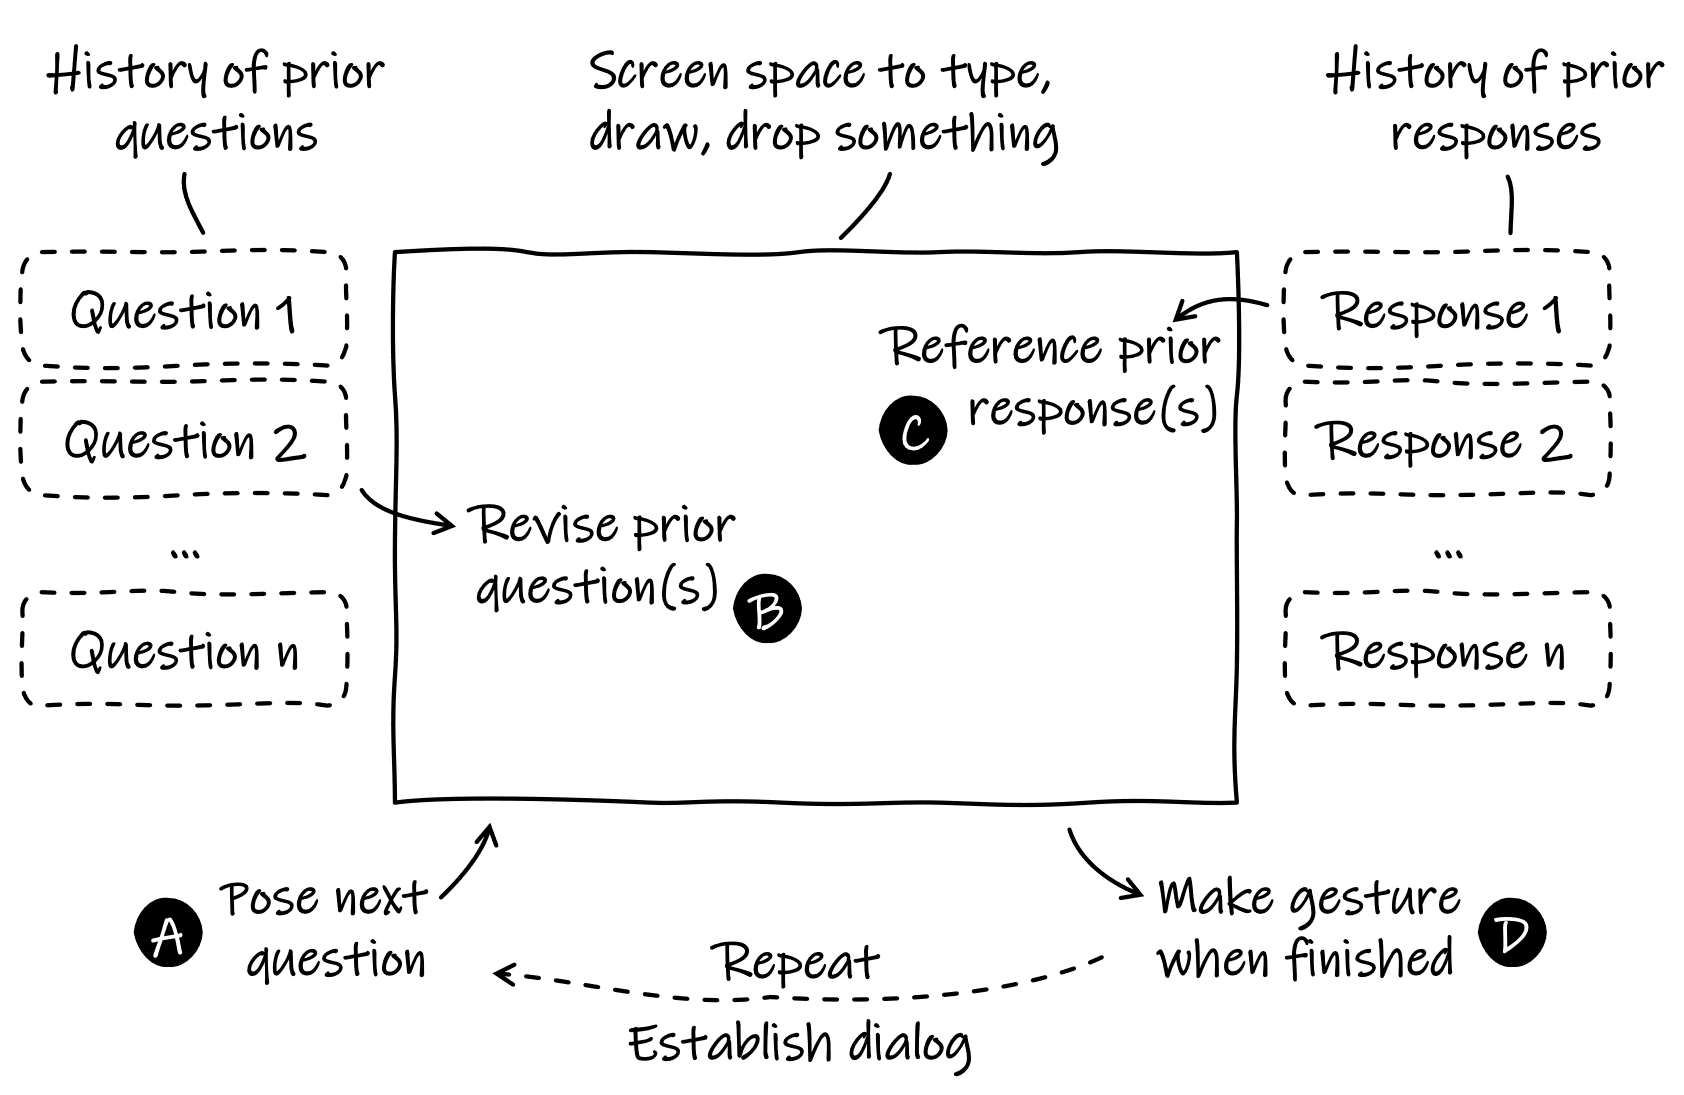 History of prior
questions
Screen space to type,
draw, drop something
History of prior
responses
Question 1
Question 2
...
Question n
Reference prior
response(s)
C
Revise prior
question(s)
B
Response 1
Response 2
...
Response n
A
Pose next
question
Make gesture
when finished
D
Repeat
Establish dialog